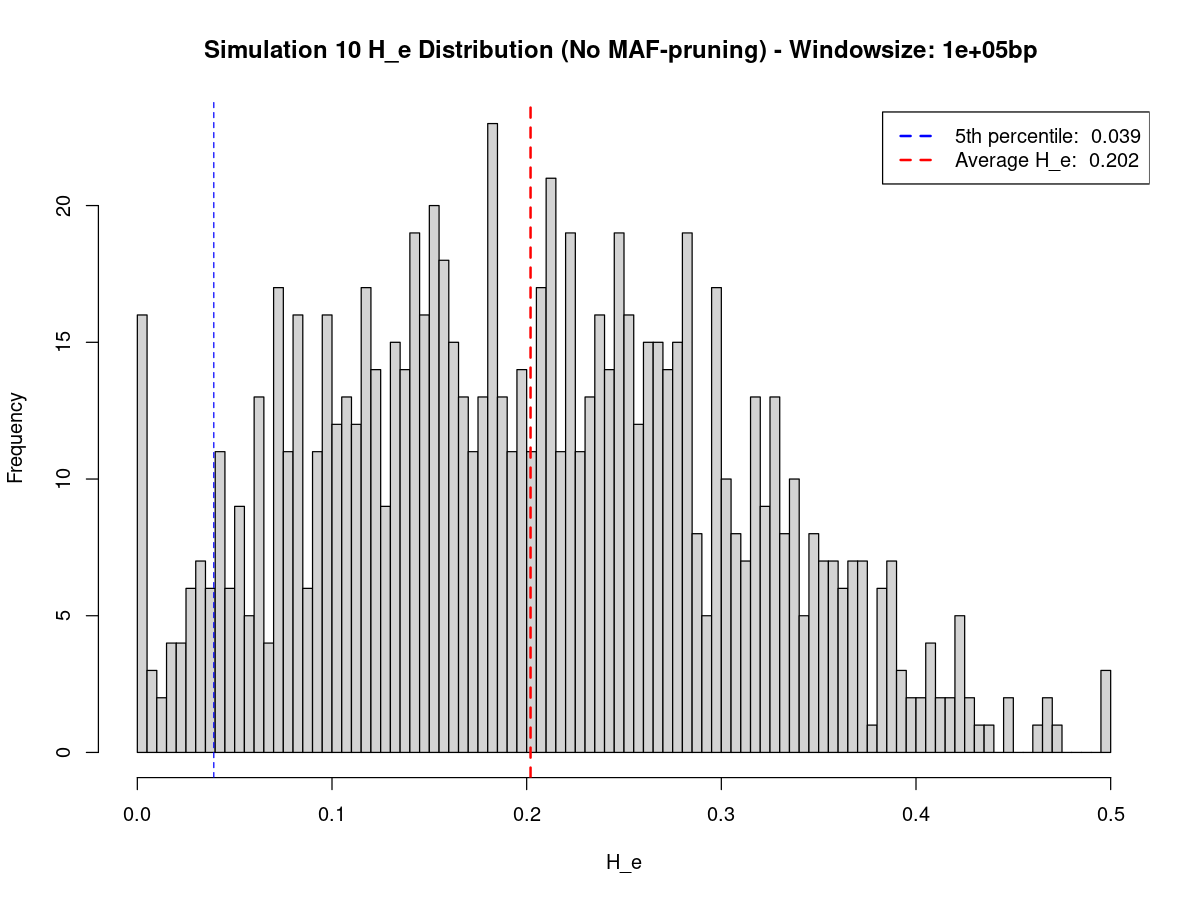 Simulation 10 H_e Distribution (No MAF-pruning) - Windowsize: 1e+05bp
5th percentile: 0.039
Average H_e: 0.202
Frequency
20
15
10
5
0
0.0 0.1 0.2 0.3 0.4 0.5
H_e